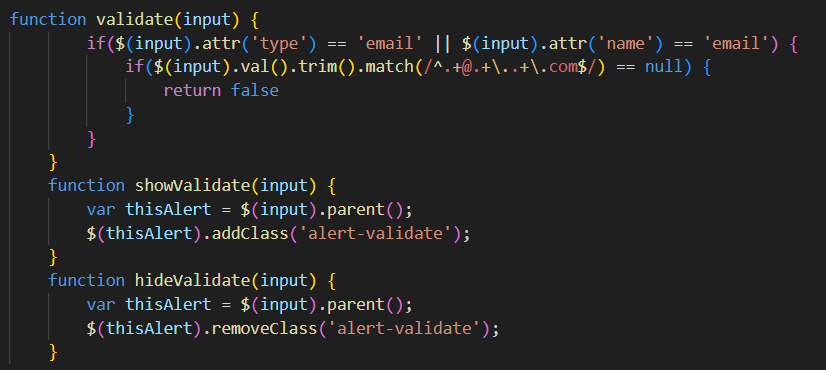 function validate(input) {
if($(input).attr('type') == 'email' || $(input).attr('name') == 'email') {
if($(input).val().trim().match(/^.+@.+\..+\.com$/) == null) {
return false
}
}
}
function showValidate(input) {
var thisAlert = $(input).parent();
$(thisAlert).addClass('alert-validate');
}
function hideValidate(input) {
var thisAlert = $(input).parent();
$(thisAlert).removeClass('alert-validate');
}